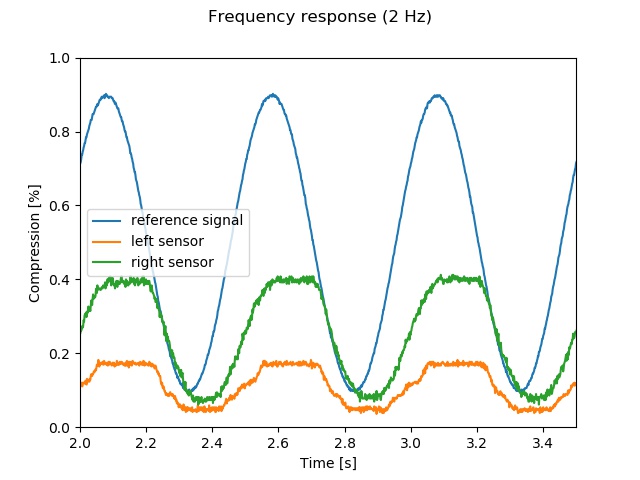 Frequency response (2 Hz)
1.0
0.8
0.6
0.4
0.2
0.0
Compression [%]
reference signal
left sensor
right sensor
2.0 2.2 2.4 2.6 2.8 3.0 3.2 3.4
Time [s]